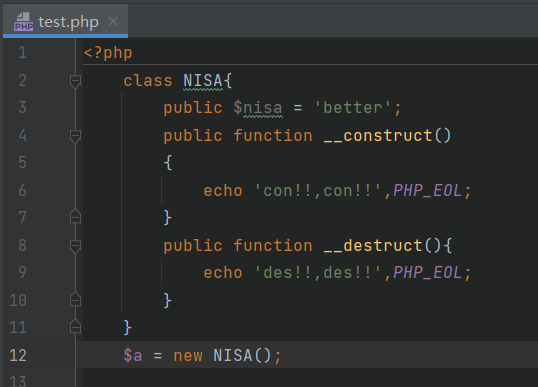 test.php
1 <?php
2 class NISA{
3 public $nisa = 'better';
4 public function __construct()
5 {
6 echo 'con!!,con!!',PHP_EOL;
7 }
8 public function __destruct(){
9 echo 'des!!,des!!',PHP_EOL;
10 }
11 }
12 $a = new NISA();
13